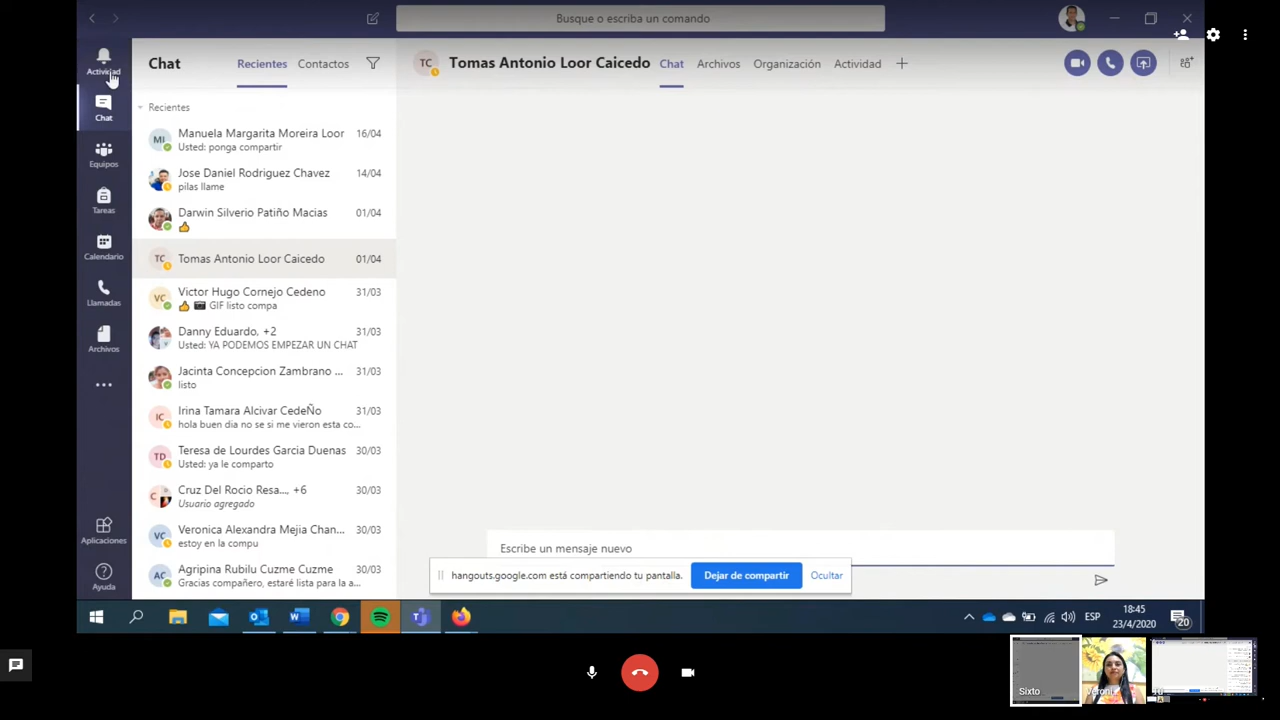 Busque o escriba un comando
Actividad
Chat
Equipos
Tareas
Calendario
Llamadas
Archivos
Aplicaciones
Ayuda
Chat Recientes Contactos
Recientes
MI Manuela Margarita Moreira Loor 16/04
Usted: ponga compartir
Jose Daniel Rodriguez Chavez 14/04
pilas llame
Darwin Silverio Patiño Macias 01/04
TC Tomas Antonio Loor Caicedo 01/04
VC Victor Hugo Cornejo Cedeno 31/03
GIF listo compa
Danny Eduardo, +2 31/03
Usted: YA PODEMOS EMPEZAR UN CHAT
Jacinta Concepcion Zambrano ... 31/03
listo
IC Irina Tamara Alcivar CedeÑo 31/03
hola buen dia no se si me vieron esta co...
TD Teresa de Lourdes Garcia Duenas 30/03
Usted: ya le comparto
C Cruz Del Rocio Resa..., +6 30/03
Usuario agregado
VC Veronica Alexandra Mejia Chan... 30/03
estoy en la compu
AC Agripina Rubilu Cuzme Cuzme 30/03
Gracias compañero, estaré lista para la a...
TC Tomas Antonio Loor Caicedo Chat Archivos Organización Actividad
Escribe un mensaje nuevo
hangouts.google.com está compartiendo tu pantalla. Dejar de compartir Ocultar
ESP 18:45
23/4/2020 20
Sixto